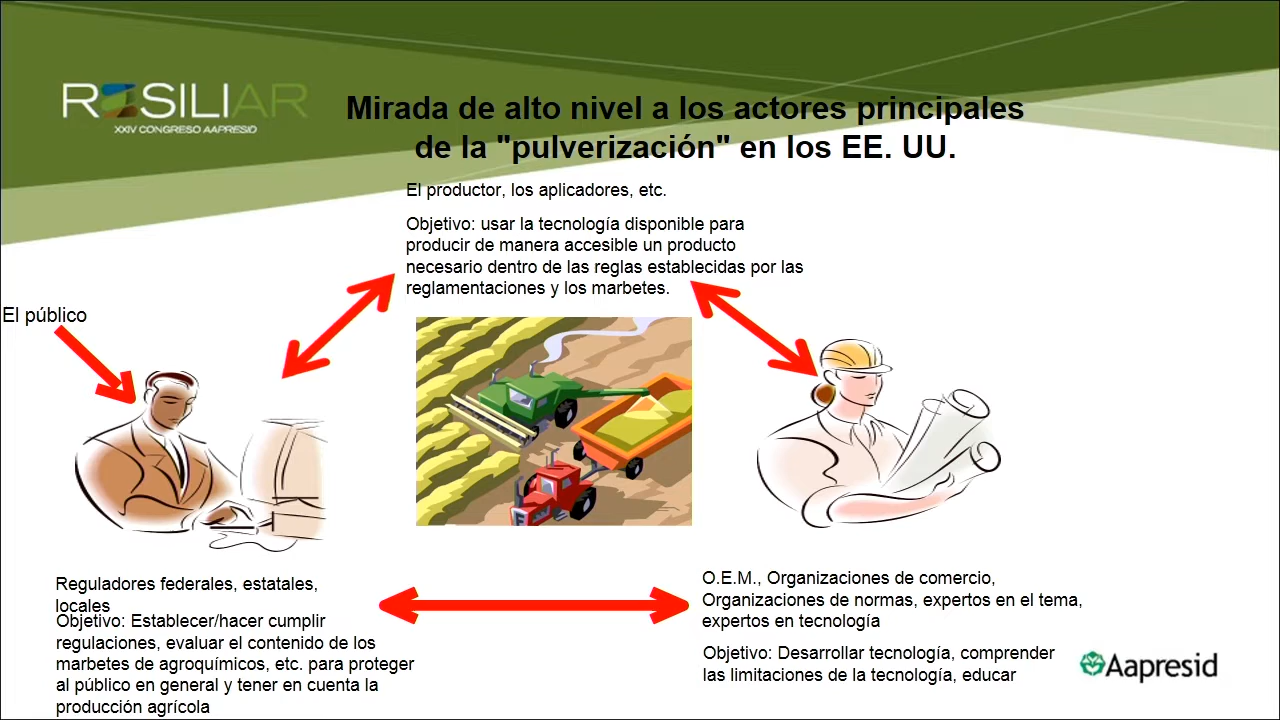 RESILIAR
XXIV CONGRESO AAPRESID
Mirada de alto nivel a los actores principales
de la "pulverización" en los EE. UU.
El productor, los aplicadores, etc.
Objetivo: usar la tecnología disponible para
producir de manera accesible un producto
necesario dentro de las reglas establecidas por las
reglamentaciones y los marbetes.
El público
Reguladores federales, estatales,
locales
Objetivo: Establecer/hacer cumplir
regulaciones, evaluar el contenido de los
marbetes de agroquímicos, etc. para proteger
al público en general y tener en cuenta la
producción agrícola
O.E.M., Organizaciones de comercio,
Organizaciones de normas, expertos en el tema,
expertos en tecnología
Objetivo: Desarrollar tecnología, comprender
las limitaciones de la tecnología, educar
Aapresid